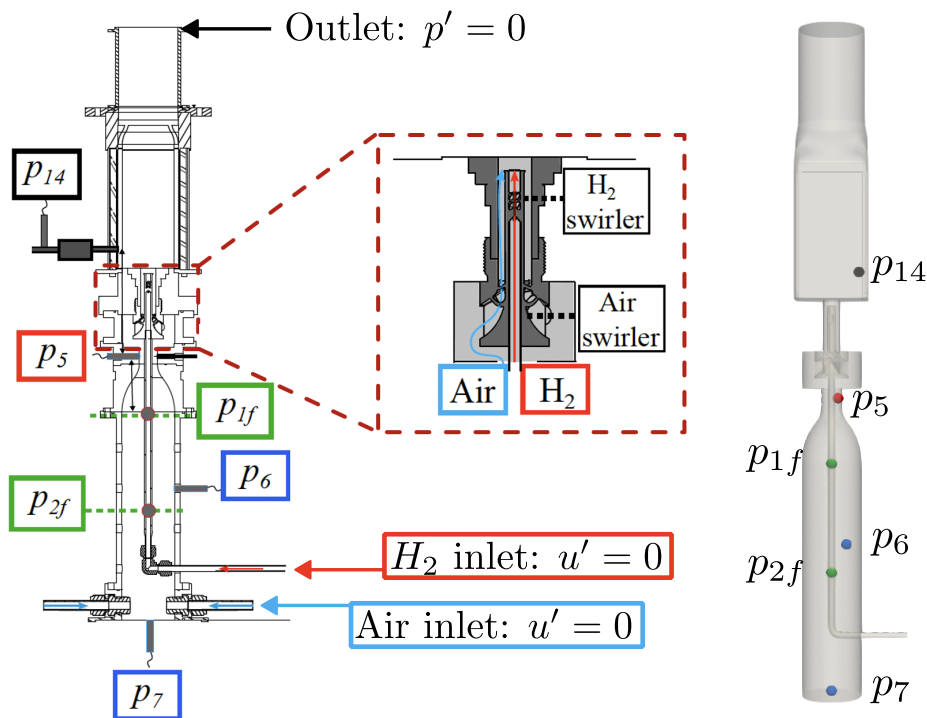 Outlet: p′ = 0
p₁₄
H₂
swirler
Air
swirler
Air
H₂
p₅
p₁f
p₂f
p₆
H₂ inlet: u′ = 0
Air inlet: u′ = 0
p₇
p₁₄
p₅
p₁f
p₆
p₂f
p₇